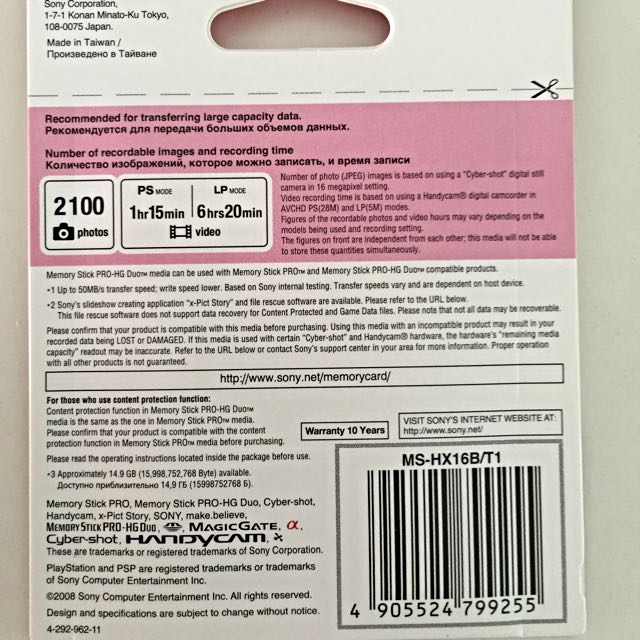 Sony Corporation,
1-7-1 Konan Minato-Ku Tokyo,
108-0075 Japan.
Made in Taiwan /
Произведено в Тайване
Recommended for transferring large capacity data.
Рекомендуется для передачи больших объемов данных.
Number of recordable images and recording time
Количество изображений, которое можно записать, и время записи
2100
photos
PS MODE
1hr15min
LP MODE
6hrs20min
video
Number of photo (JPEG) images is based on using a "Cyber-shot" digital still
camera in 16 megapixel setting.
Video recording time is based on using a Handycam® digital camcorder in
AVCHD PS(28M) and LP(5M) modes.
Figures of the recordable photos and video hours may vary depending on the
models being used and recording setting.
The figures on front are independent from each other; this media will not be able
to store these quantities simultaneously.
Memory Stick PRO-HG Duo™ media can be used with Memory Stick PRO™ and Memory Stick PRO-HG Duo™ compatible products.
*1 Up to 50MB/s transfer speed; write speed lower. Based on Sony internal testing. Transfer speeds vary and are dependent on host device.
*2 Sony's slideshow creating application "x-Pict Story" and file rescue software are available. Please refer to the URL below.
This file rescue software does not support data recovery for Content Protected and Game Data files. Please note that not all data may be recoverable.
Please confirm that your product is compatible with this media before purchasing. Using this media with an incompatible product may result in your
recorded data being LOST or DAMAGED. If this media is used with certain "Cyber-shot" and Handycam® hardware, the hardware's "remaining media
capacity" readout may be inaccurate. Refer to the URL below or contact Sony's support center in your area for more information. Proper operation
with all other products is not guaranteed.
http://www.sony.net/memorycard/
For those who use content protection function:
Content protection function in Memory Stick PRO-HG Duo™
media is the same as the one in Memory Stick PRO™ media.
Please confirm that your product is compatible with the content
protection function in Memory Stick PRO™ media before purchasing.
Warranty 10 Years
VISIT SONY'S INTERNET WEBSITE AT:
http://www.sony.net/
Please read the operating instructions located inside the package before use.
*3 Approximately 14.9 GB (15,998,752,768 Byte) available.
Доступно приблизительно 14,9 ГБ (15998752768 Б).
Memory Stick PRO, Memory Stick PRO-HG Duo, Cyber-shot,
Handycam, x-Pict Story, SONY, make.believe,
MEMORY STICK PRO-HG DUO, MAGICGATE, α,
Cyber-shot, HANDYCAM,
These are trademarks or registered trademarks of Sony Corporation.
PlayStation and PSP are registered trademarks or trademarks
of Sony Computer Entertainment Inc.
©2008 Sony Computer Entertainment Inc. All rights reserved.
Design and specifications are subject to change without notice.
4-292-962-11
MS-HX16B/T1
4 905524 799255